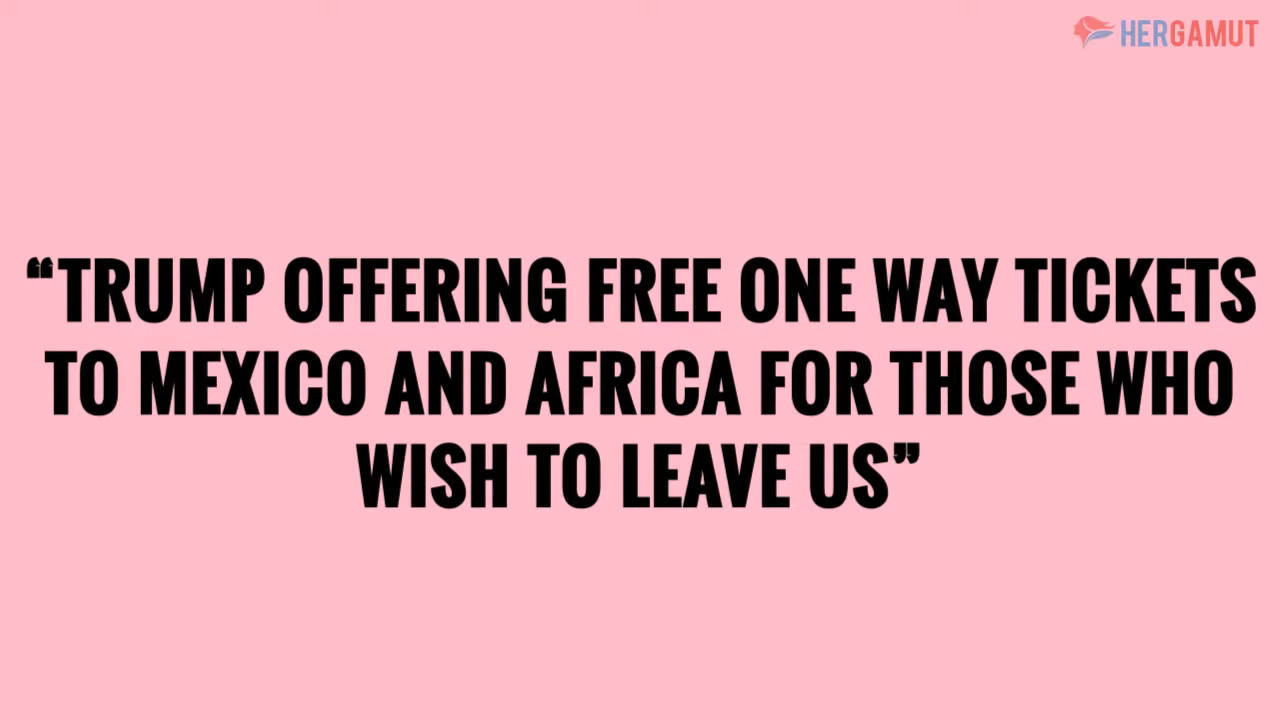 HERGAMUT
“TRUMP OFFERING FREE ONE WAY TICKETS
TO MEXICO AND AFRICA FOR THOSE WHO
WISH TO LEAVE US”